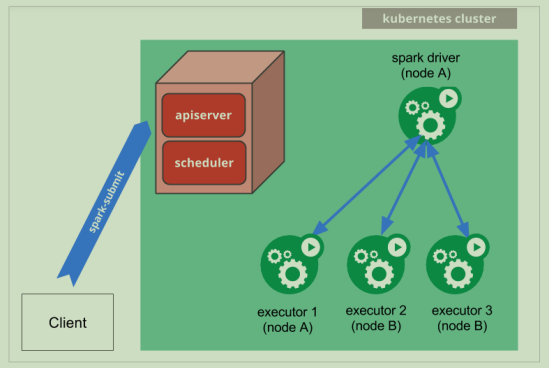 kubernetes cluster
spark driver
(node A)
apiserver
scheduler
spark-submit
Client
executor 1
(node A)
executor 2
(node B)
executor 3
(node B)